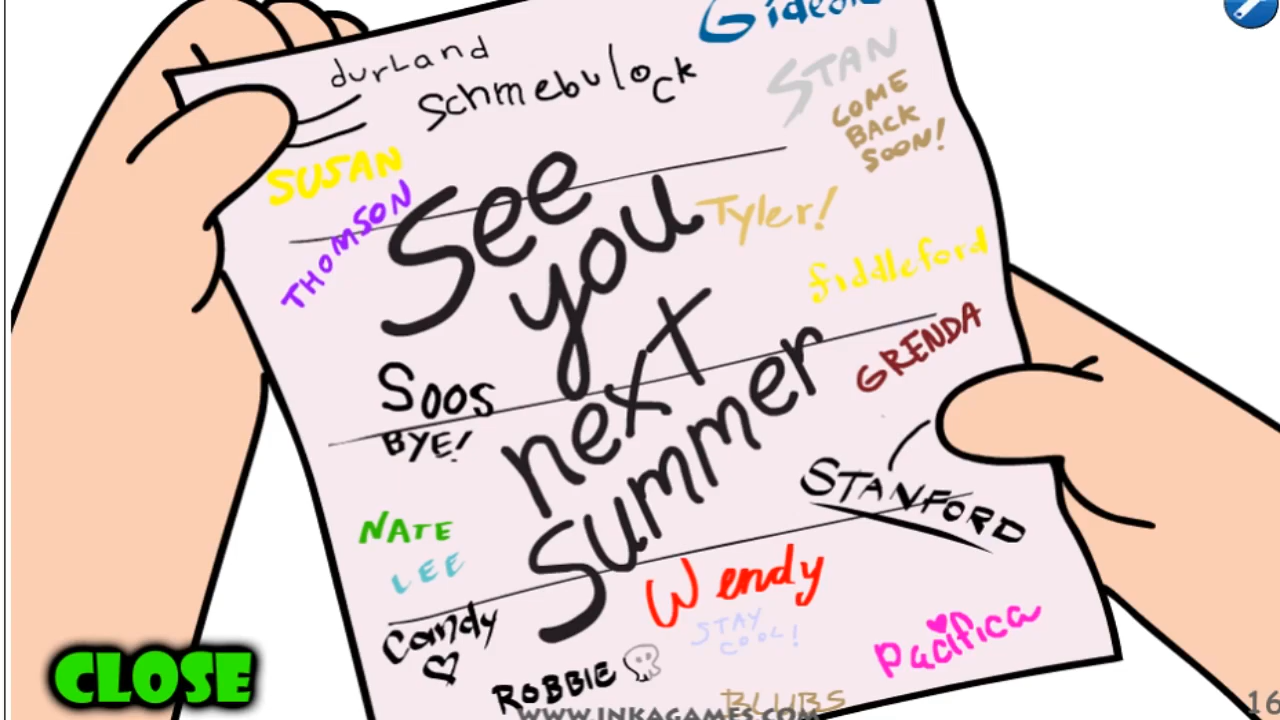 Gideon
durLand
Schmebulock
STAN
COME
BACK
SOON!
SUSAN
THOMSON
See
you
next
summer
Tyler!
fiddleford
GRENDA
Soos
BYE!
STANFORD
NATE
LEE
Wendy
STAY
COOL!
Candy
Pacifica
ROBBIE
BLUBS
CLOSE
WWW.INKAGAMES.COM
16